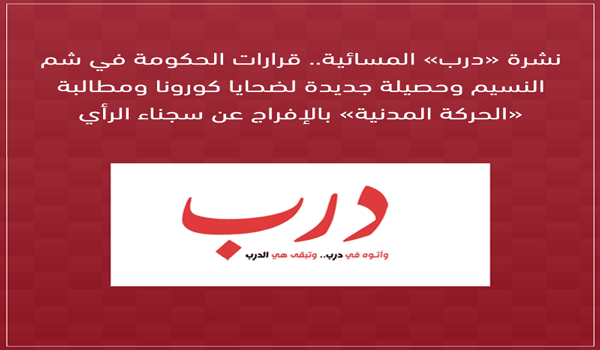 نشرة «درب» المسائية.. قرارات الحكومة في شم
النسيم وحصيلة جديدة لضحايا كورونا ومطالبة
«الحركة المدنية» بالإفراج عن سجناء الرأي
درب
وأتوه في درب.. وتبقى هي الدرب